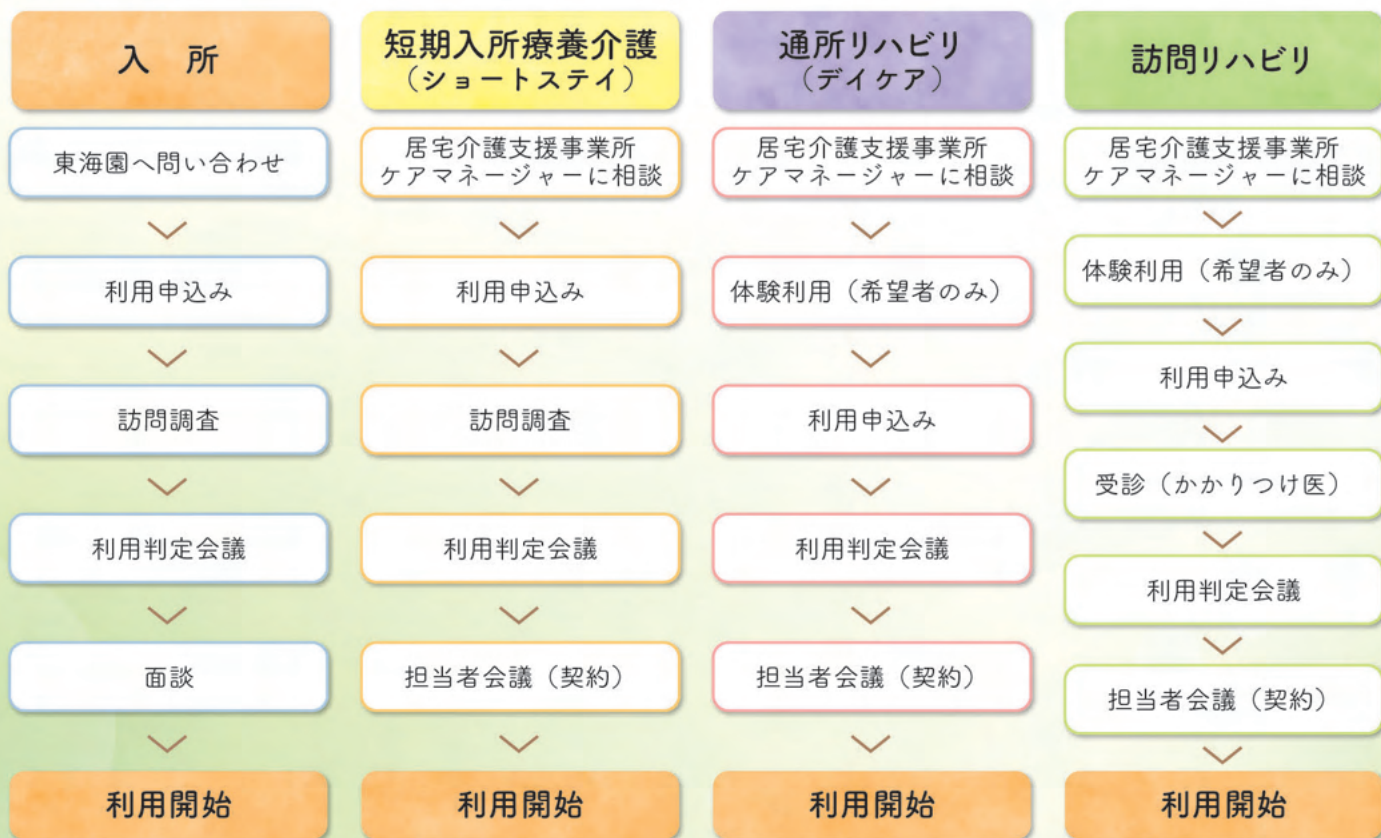 入 所
東海園へ問い合わせ
利用申込み
訪問調査
利用判定会議
面談
利用開始
短期入所療養介護
（ショートステイ）
居宅介護支援事業所
ケアマネージャーに相談
利用申込み
訪問調査
利用判定会議
担当者会議（契約）
利用開始
通所リハビリ
（デイケア）
居宅介護支援事業所
ケアマネージャーに相談
体験利用（希望者のみ）
利用申込み
利用判定会議
担当者会議（契約）
利用開始
訪問リハビリ
居宅介護支援事業所
ケアマネージャーに相談
体験利用（希望者のみ）
利用申込み
受診（かかりつけ医）
利用判定会議
担当者会議（契約）
利用開始